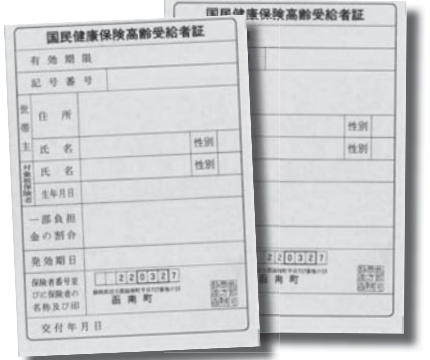 国民健康保険高齢受給者証
有効期限
記号番号
世帯主
住所
氏名
性別
対象被保険者
氏名
性別
生年月日
一部負担
金の割合
発効期日
保険者番号並
びに保険者の
名称及び印
220327
函南町
交付年月日
国民健康保険高齢受給者証
性別
性別
220327
函南町